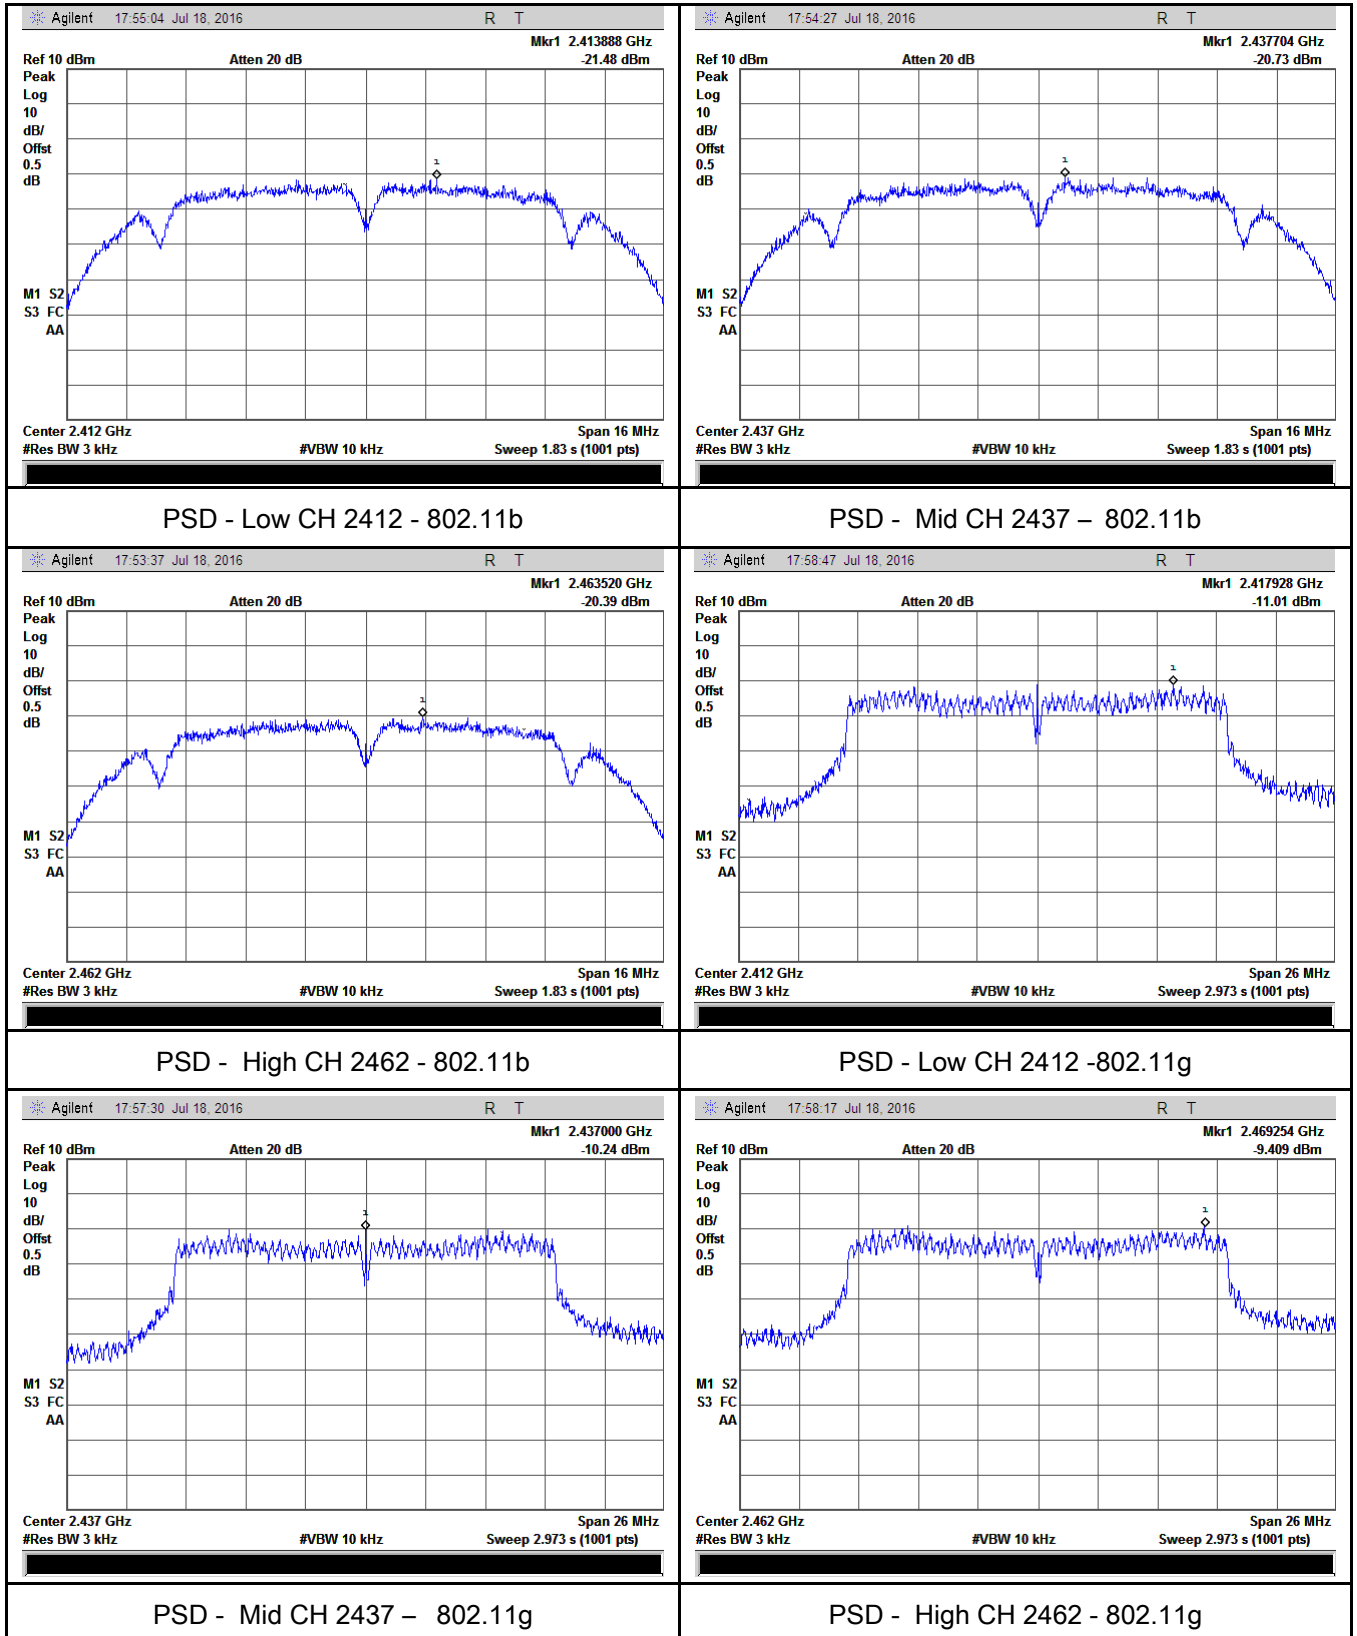 Agilent 17:55:04 Jul 18, 2016 R T
Mkr1 2.413888 GHz
Ref 10 dBm Atten 20 dB -21.48 dBm
Peak
Log
10
dB/
Offst
0.5
dB
1
M1 S2
S3 FC
AA
Center 2.412 GHz Span 16 MHz
#Res BW 3 kHz #VBW 10 kHz Sweep 1.83 s (1001 pts)
PSD - Low CH 2412 - 802.11b
Agilent 17:54:27 Jul 18, 2016 R T
Mkr1 2.437704 GHz
Ref 10 dBm Atten 20 dB -20.73 dBm
Peak
Log
10
dB/
Offst
0.5
dB
1
M1 S2
S3 FC
AA
Center 2.437 GHz Span 16 MHz
#Res BW 3 kHz #VBW 10 kHz Sweep 1.83 s (1001 pts)
PSD - Mid CH 2437 – 802.11b
Agilent 17:53:37 Jul 18, 2016 R T
Mkr1 2.463520 GHz
Ref 10 dBm Atten 20 dB -20.39 dBm
Peak
Log
10
dB/
Offst
0.5
dB
1
M1 S2
S3 FC
AA
Center 2.462 GHz Span 16 MHz
#Res BW 3 kHz #VBW 10 kHz Sweep 1.83 s (1001 pts)
PSD - High CH 2462 - 802.11b
Agilent 17:58:47 Jul 18, 2016 R T
Mkr1 2.417928 GHz
Ref 10 dBm Atten 20 dB -11.01 dBm
Peak
Log
10
dB/
Offst
0.5
dB
1
M1 S2
S3 FC
AA
Center 2.412 GHz Span 26 MHz
#Res BW 3 kHz #VBW 10 kHz Sweep 2.973 s (1001 pts)
PSD - Low CH 2412 -802.11g
Agilent 17:57:30 Jul 18, 2016 R T
Mkr1 2.437000 GHz
Ref 10 dBm Atten 20 dB -10.24 dBm
Peak
Log
10
dB/
Offst
0.5
dB
1
M1 S2
S3 FC
AA
Center 2.437 GHz Span 26 MHz
#Res BW 3 kHz #VBW 10 kHz Sweep 2.973 s (1001 pts)
PSD - Mid CH 2437 – 802.11g
Agilent 17:58:17 Jul 18, 2016 R T
Mkr1 2.469254 GHz
Ref 10 dBm Atten 20 dB -9.409 dBm
Peak
Log
10
dB/
Offst
0.5
dB
1
M1 S2
S3 FC
AA
Center 2.462 GHz Span 26 MHz
#Res BW 3 kHz #VBW 10 kHz Sweep 2.973 s (1001 pts)
PSD - High CH 2462 - 802.11g